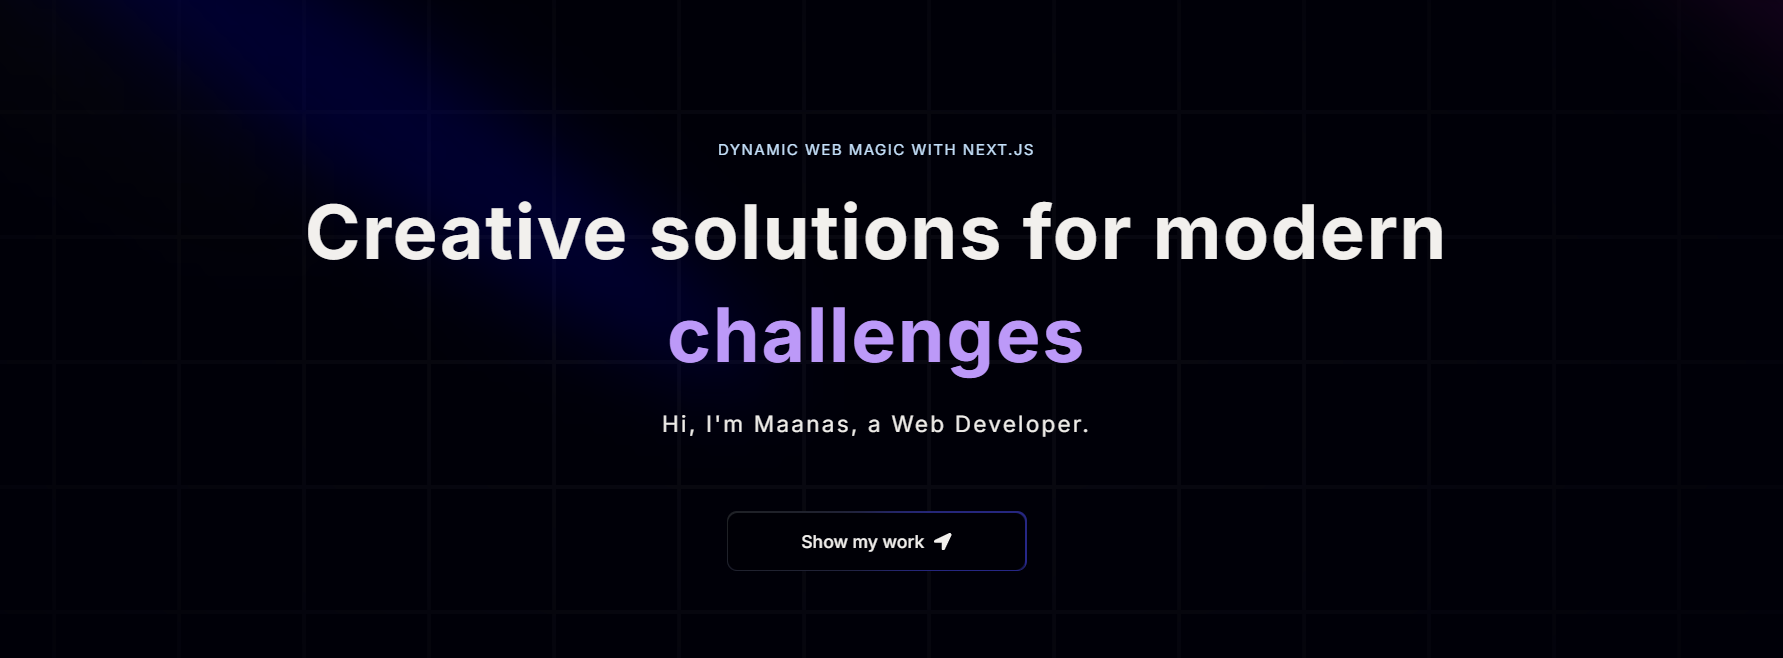 DYNAMIC WEB MAGIC WITH NEXT.JS
Creative solutions for modern
challenges
Hi, I'm Maanas, a Web Developer.
Show my work